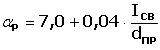 αр = 7,0 + 0,04 · Iсв / dпр